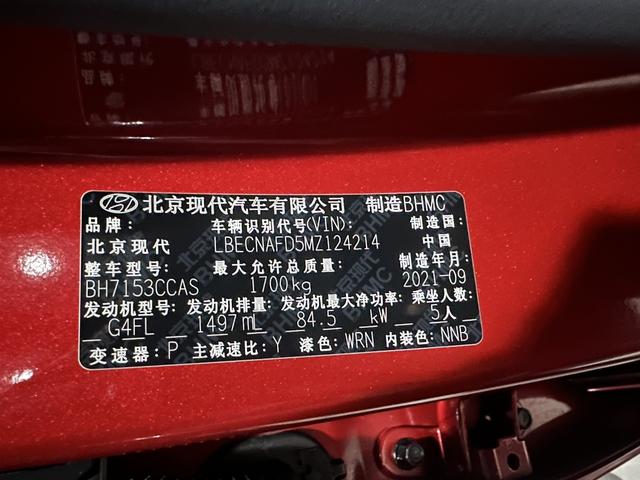 北京现代汽车有限公司 制造BHMC
品牌: 车辆识别代号(VIN): 制造国:
北京现代 LBECNAFD5MZ124214 中国
整车型号: 最大允许总质量: 制造年月:
BH7153CCAS 1700kg 2021-09
发动机型号: 发动机排量: 发动机最大净功率: 乘坐人数:
G4FL 1497mL 84.5 kW 5人
变速器: P 主减速比: Y 漆色: WRN 内装色: NNB